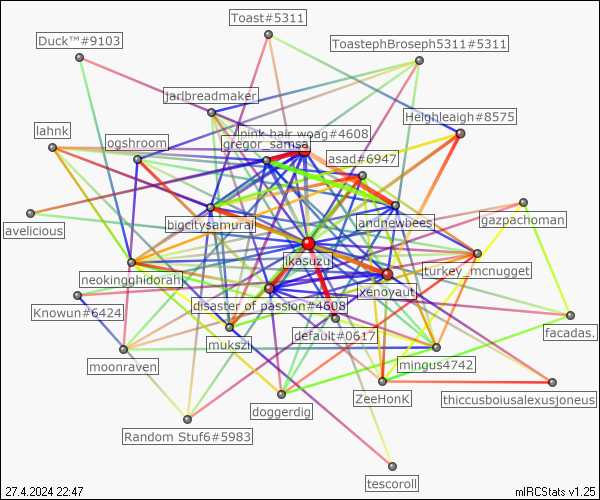 Toast#5311
Duck™#9103
ToastephBroseph5311#5311
jarlbreadmaker
Heighleaigh#8575
lahnk
ogshroom
pink hair woag#4608
gregor_samsa
asad#6947
avelicious
bigcitysamurai
andnewbees
gazpachoman
ikasuzu
neokingghidorah
xenoyaut
turkey_mcnugget
Knowun#6424
disaster of passion#4608
default#0617
facadas.
moonraven
mukszi
mingus4742
doggerdig
ZeeHonK
thiccusboiusalexusjoneus
Random Stuf6#5983
tescoroll
27.4.2024 22:47
mIRCStats v1.25